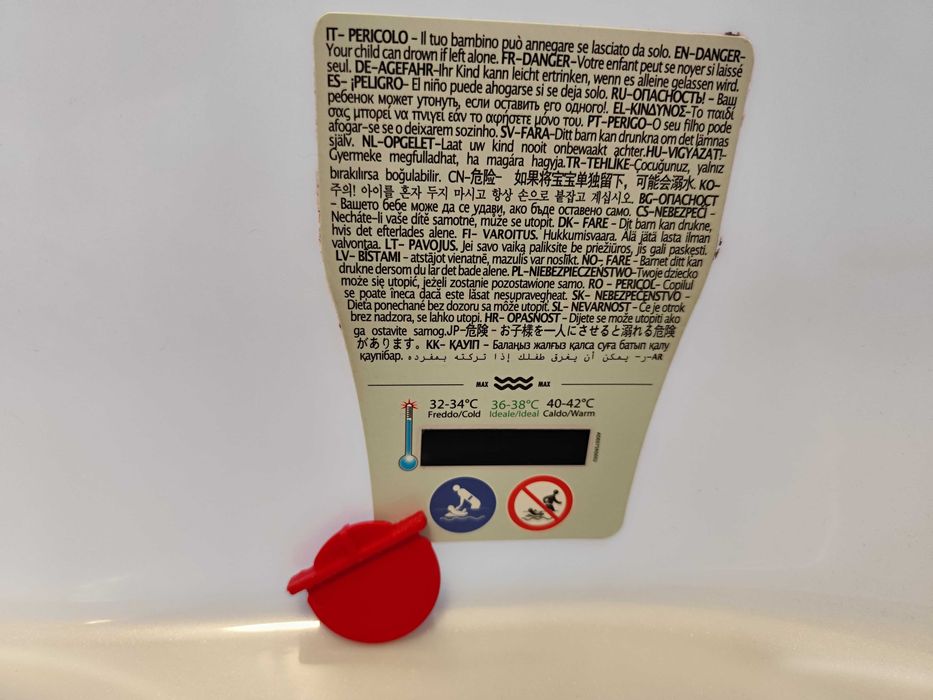 IT- PERICOLO - Il tuo bambino può annegare se lasciato da solo. EN-DANGER-
Your child can drown if left alone. FR-DANGER-Votre enfant peut se noyer si laissé
seul. DE-AGEFAHR-Ihr Kind kann leicht ertrinken, wenn es alleine gelassen wird.
ES- ¡PELIGRO- El niño puede ahogarse si se deja solo. RU-ОПАСНОСТЬ! - Ваш
ребенок может утонуть, если оставить его одного!. EL-ΚΙΝΔΥΝΟΣ-Το παιδί
σας μπορεί να πνιγεί εάν το αφήσετε μόνο του. PT-PERIGO-O seu filho pode
afogar-se se o deixarem sozinho. SV-FARA-Ditt barn kan drunkna om det lämnas
själv. NL-OPGELET-Laat uw kind nooit onbewaakt achter.HU-VIGYÁZAT!-
Gyermeke megfulladhat, ha magára hagyja.TR-TEHLİKE-Çocuğunuz, yalnız
bırakılırsa boğulabilir. CN-危险- 如果将宝宝单独留下，可能会溺水. KO-
주의! 아이를 혼자 두지 마시고 항상 손으로 붙잡고 계십시오. BG-ОПАСНОСТ
- Вашето бебе може да се удави, ако бъде оставено само. CS-NEBEZPEČÍ -
Necháte-li vaše dítě samotné, může se utopit. DK- FARE - Dit barn kan drukne,
hvis det efterlades alene. FI- VAROITUS. Hukkumisvaara. Älä jätä lasta ilman
valvontaa. LT- PAVOJUS. Jei savo vaiką paliksite be priežiūros, jis gali paskęsti.
LV- BĪSTAMI - atstājot vienatnē, mazulis var noslīkt. NO- FARE - Barnet ditt kan
drukne dersom du lar det bade alene. PL-NIEBEZPIECZEŃSTWO-Twoje dziecko
może się utopić, jeżeli zostanie pozostawione samo. RO - PERICOL- Copilul
se poate îneca dacă este lăsat nesupravegheat. SK- NEBEZPEČENSTVO -
Dieťa ponechané bez dozoru sa môže utopiť. SL- NEVARNOST - Če je otrok
brez nadzora, se lahko utopi. HR- OPASNOST - Dijete se može utopiti ako
ga ostavite samog.JP-危険 - お子様を一人にさせると溺れる危険
があります。KK- ҚАУІП - Балаңыз жалғыз қалса суға батып қалу
қаупібар. ر- يمكن أن يغرق طفلك إذا تركته بمفرده-AR
MAX MAX
32-34°C 36-38°C 40-42°C
Freddo/Cold Ideale/Ideal Caldo/Warm